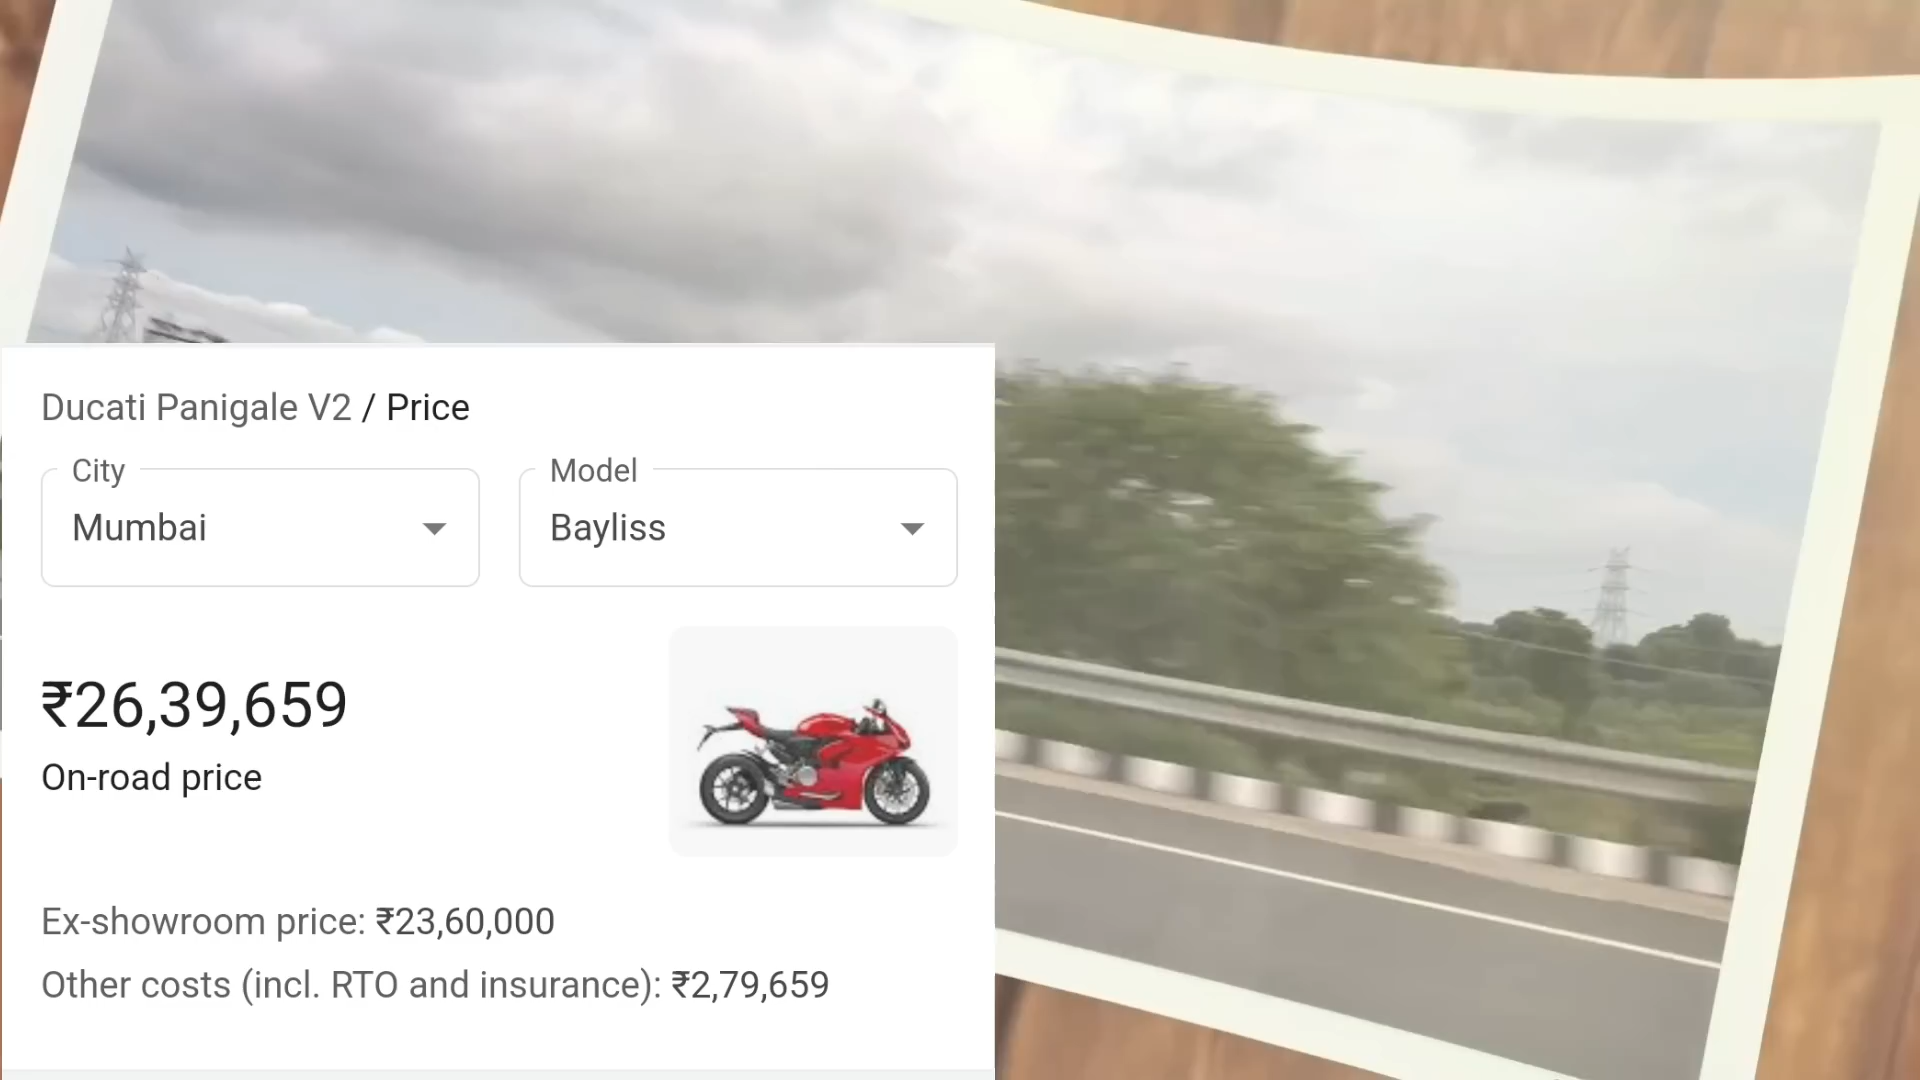 Ducati Panigale V2 / Price
City
Mumbai
Model
Bayliss
₹26,39,659
On-road price
Ex-showroom price: ₹23,60,000
Other costs (incl. RTO and insurance): ₹2,79,659